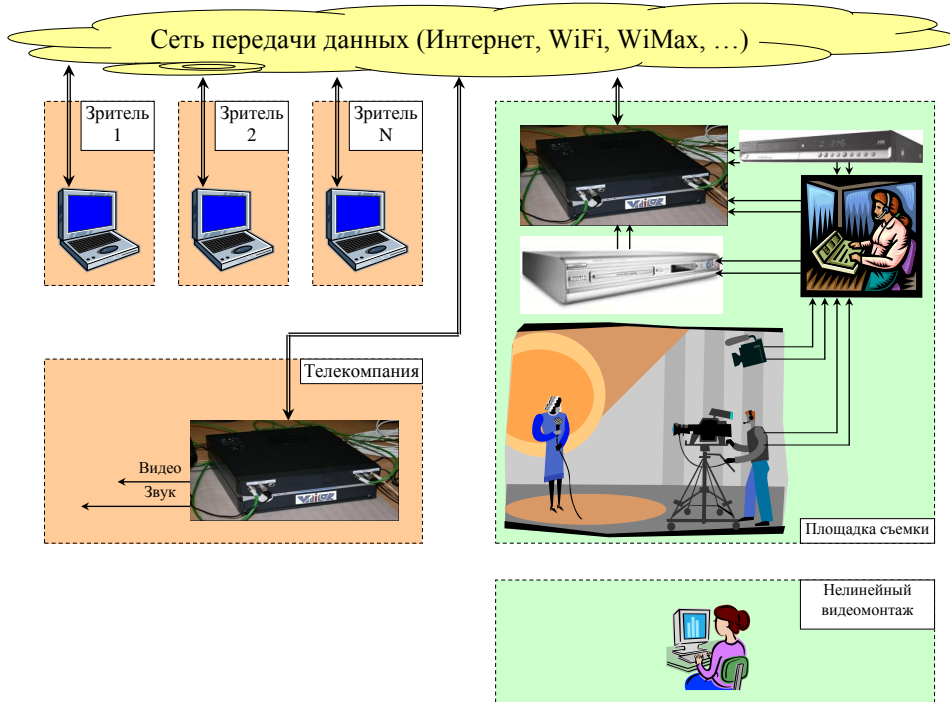 Сеть передачи данных (Интернет, WiFi, WiMax, …)
Зритель
1
Зритель
2
Зритель
N
Телекомпания
Видео
Звук
Площадка съемки
Нелинейный
видеомонтаж